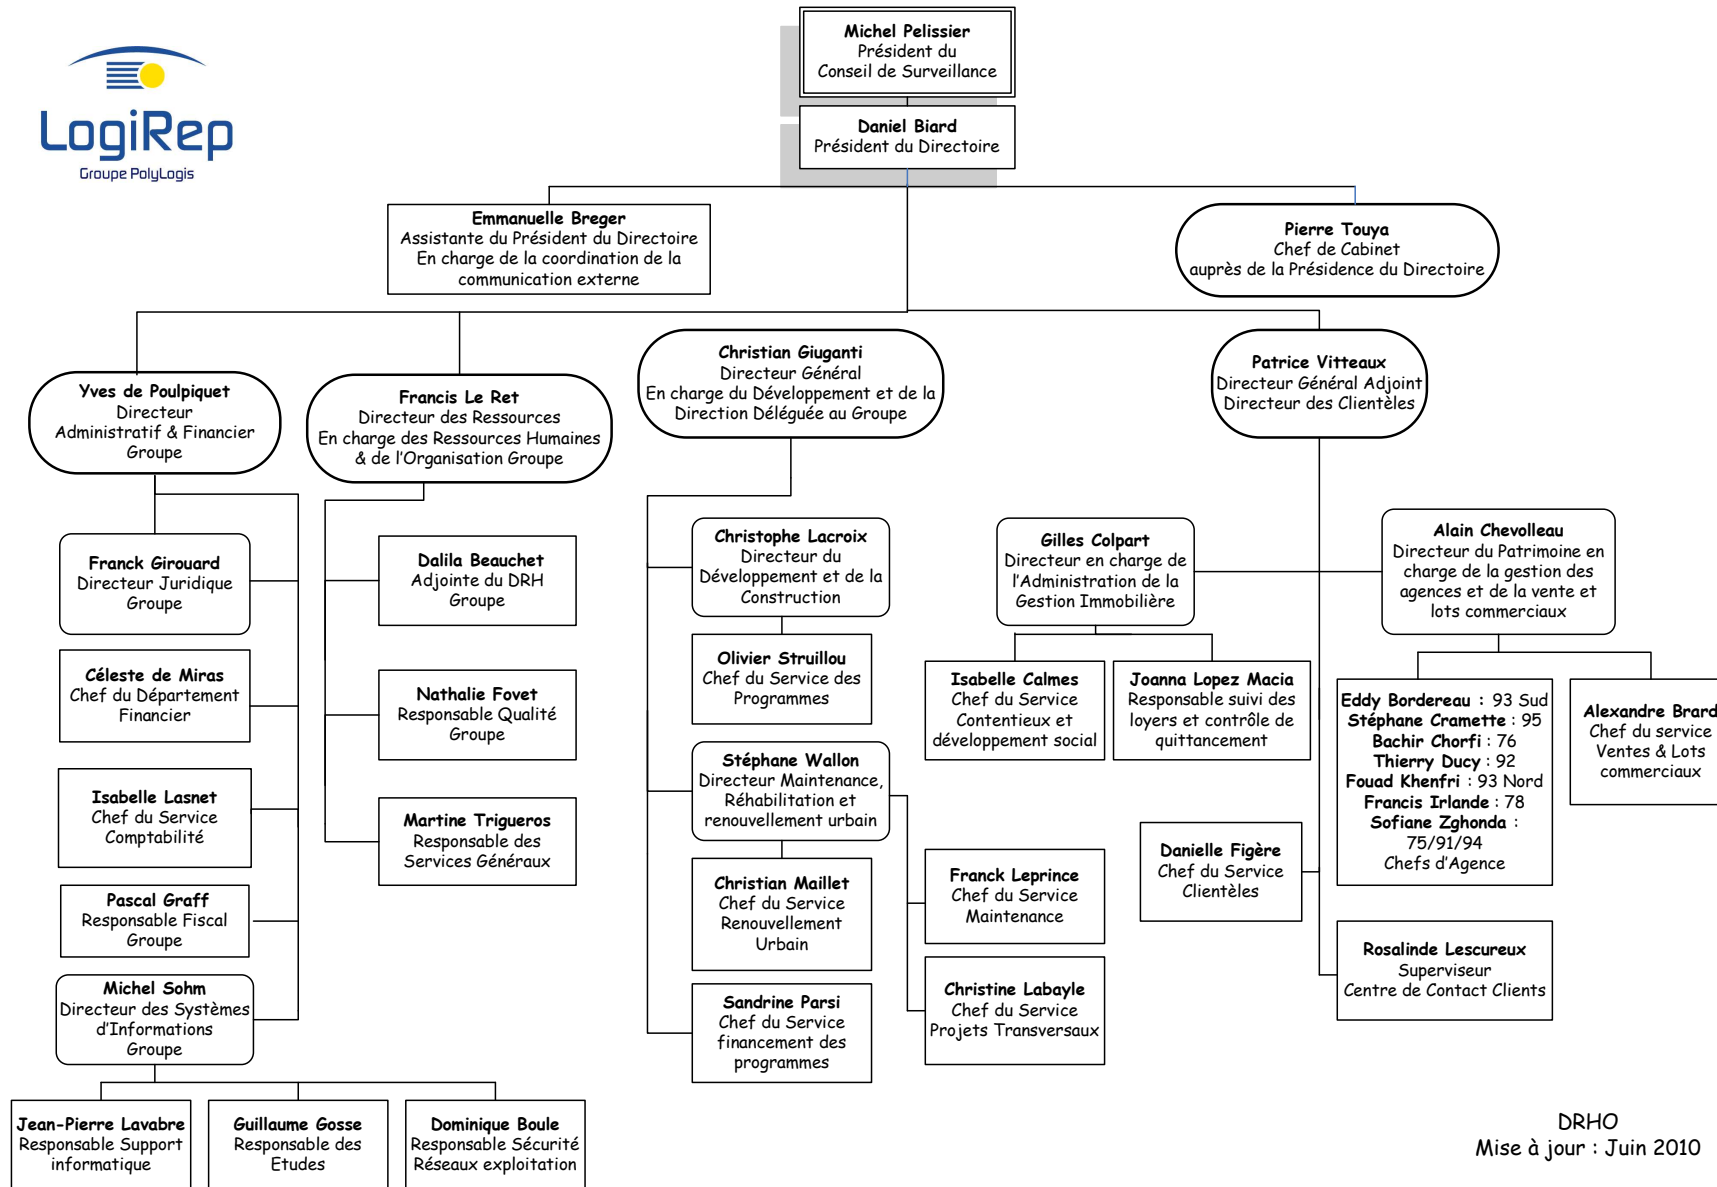 LogiRep
Groupe PolyLogis
Michel Pelissier
Président du
Conseil de Surveillance
Daniel Biard
Président du Directoire
Emmanuelle Breger
Assistante du Président du Directoire
En charge de la coordination de la
communication externe
Pierre Touya
Chef de Cabinet
auprès de la Présidence du Directoire
Yves de Poulpiquet
Directeur
Administratif & Financier
Groupe
Francis Le Ret
Directeur des Ressources
En charge des Ressources Humaines
& de l'Organisation Groupe
Christian Giuganti
Directeur Général
En charge du Développement et de la
Direction Déléguée au Groupe
Patrice Vitteaux
Directeur Général Adjoint
Directeur des Clientèles
Franck Girouard
Directeur Juridique
Groupe
Céleste de Miras
Chef du Département
Financier
Isabelle Lasnet
Chef du Service
Comptabilité
Pascal Graff
Responsable Fiscal
Groupe
Michel Sohm
Directeur des Systèmes
d'Informations
Groupe
Jean-Pierre Lavabre
Responsable Support
informatique
Guillaume Gosse
Responsable des
Etudes
Dominique Boule
Responsable Sécurité
Réseaux exploitation
Dalila Beauchet
Adjointe du DRH
Groupe
Nathalie Fovet
Responsable Qualité
Groupe
Martine Trigueros
Responsable des
Services Généraux
Christophe Lacroix
Directeur du
Développement et de la
Construction
Olivier Struillou
Chef du Service des
Programmes
Stéphane Wallon
Directeur Maintenance,
Réhabilitation et
renouvellement urbain
Christian Maillet
Chef du Service
Renouvellement
Urbain
Sandrine Parsi
Chef du Service
financement des
programmes
Franck Leprince
Chef du Service
Maintenance
Christine Labayle
Chef du Service
Projets Transversaux
Gilles Colpart
Directeur en charge de
l'Administration de la
Gestion Immobilière
Isabelle Calmes
Chef du Service
Contentieux et
développement social
Joanna Lopez Macia
Responsable suivi des
loyers et contrôle de
quittancement
Alain Chevolleau
Directeur du Patrimoine en
charge de la gestion des
agences et de la vente et
lots commerciaux
Eddy Bordereau : 93 Sud
Stéphane Cramette : 95
Bachir Chorfi : 76
Thierry Ducy : 92
Fouad Khenfri : 93 Nord
Francis Irlande : 78
Sofiane Zghonda :
75/91/94
Chefs d'Agence
Alexandre Brard
Chef du service
Ventes & Lots
commerciaux
Danielle Figère
Chef du Service
Clientèles
Rosalinde Lescureux
Superviseur
Centre de Contact Clients
DRHO
Mise à jour : Juin 2010